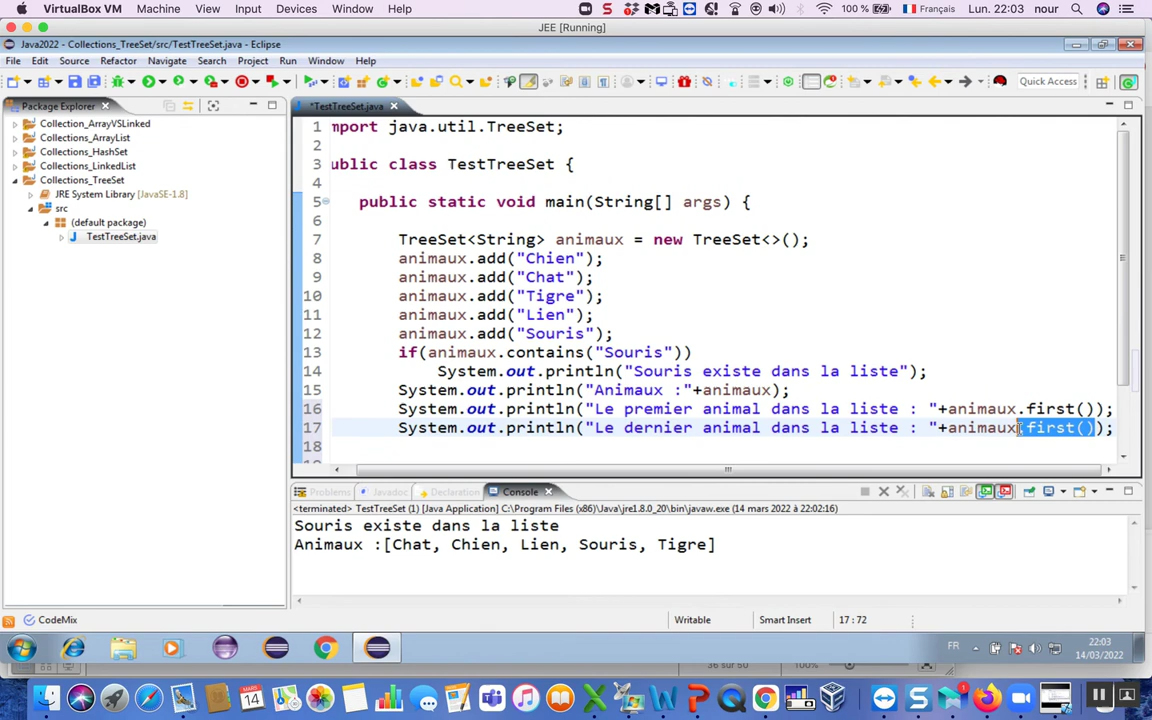 VirtualBox VM Machine View Input Devices Window Help 100 % Français Lun. 22:03 nour
JEE [Running]
Java2022 - Collections_TreeSet/src/TestTreeSet.java - Eclipse
File Edit Source Refactor Navigate Search Project Run Window Help
Quick Access
Package Explorer
*TestTreeSet.java
Collection_ArrayVSLinked
Collections_ArrayList
Collections_HashSet
Collections_LinkedList
Collections_TreeSet
JRE System Library [JavaSE-1.8]
src
(default package)
TestTreeSet.java
1 mport java.util.TreeSet;
2
3 ublic class TestTreeSet {
4
5 public static void main(String[] args) {
6
7 TreeSet<String> animaux = new TreeSet<>();
8 animaux.add("Chien");
9 animaux.add("Chat");
10 animaux.add("Tigre");
11 animaux.add("Lien");
12 animaux.add("Souris");
13 if(animaux.contains("Souris"))
14 System.out.println("Souris existe dans la liste");
15 System.out.println("Animaux :"+animaux);
16 System.out.println("Le premier animal dans la liste : "+animaux.first());
17 System.out.println("Le dernier animal dans la liste : "+animaux.first());
18
Problems Javadoc Declaration Console
<terminated> TestTreeSet (1) [Java Application] C:\Program Files (x86)\Java\jre1.8.0_20\bin\javaw.exe (14 mars 2022 à 22:02:16)
Souris existe dans la liste
Animaux :[Chat, Chien, Lien, Souris, Tigre]
CodeMix
Writable Smart Insert 17 : 72
FR 22:03
14/03/2022
36 sur 50 100%
MARS
14